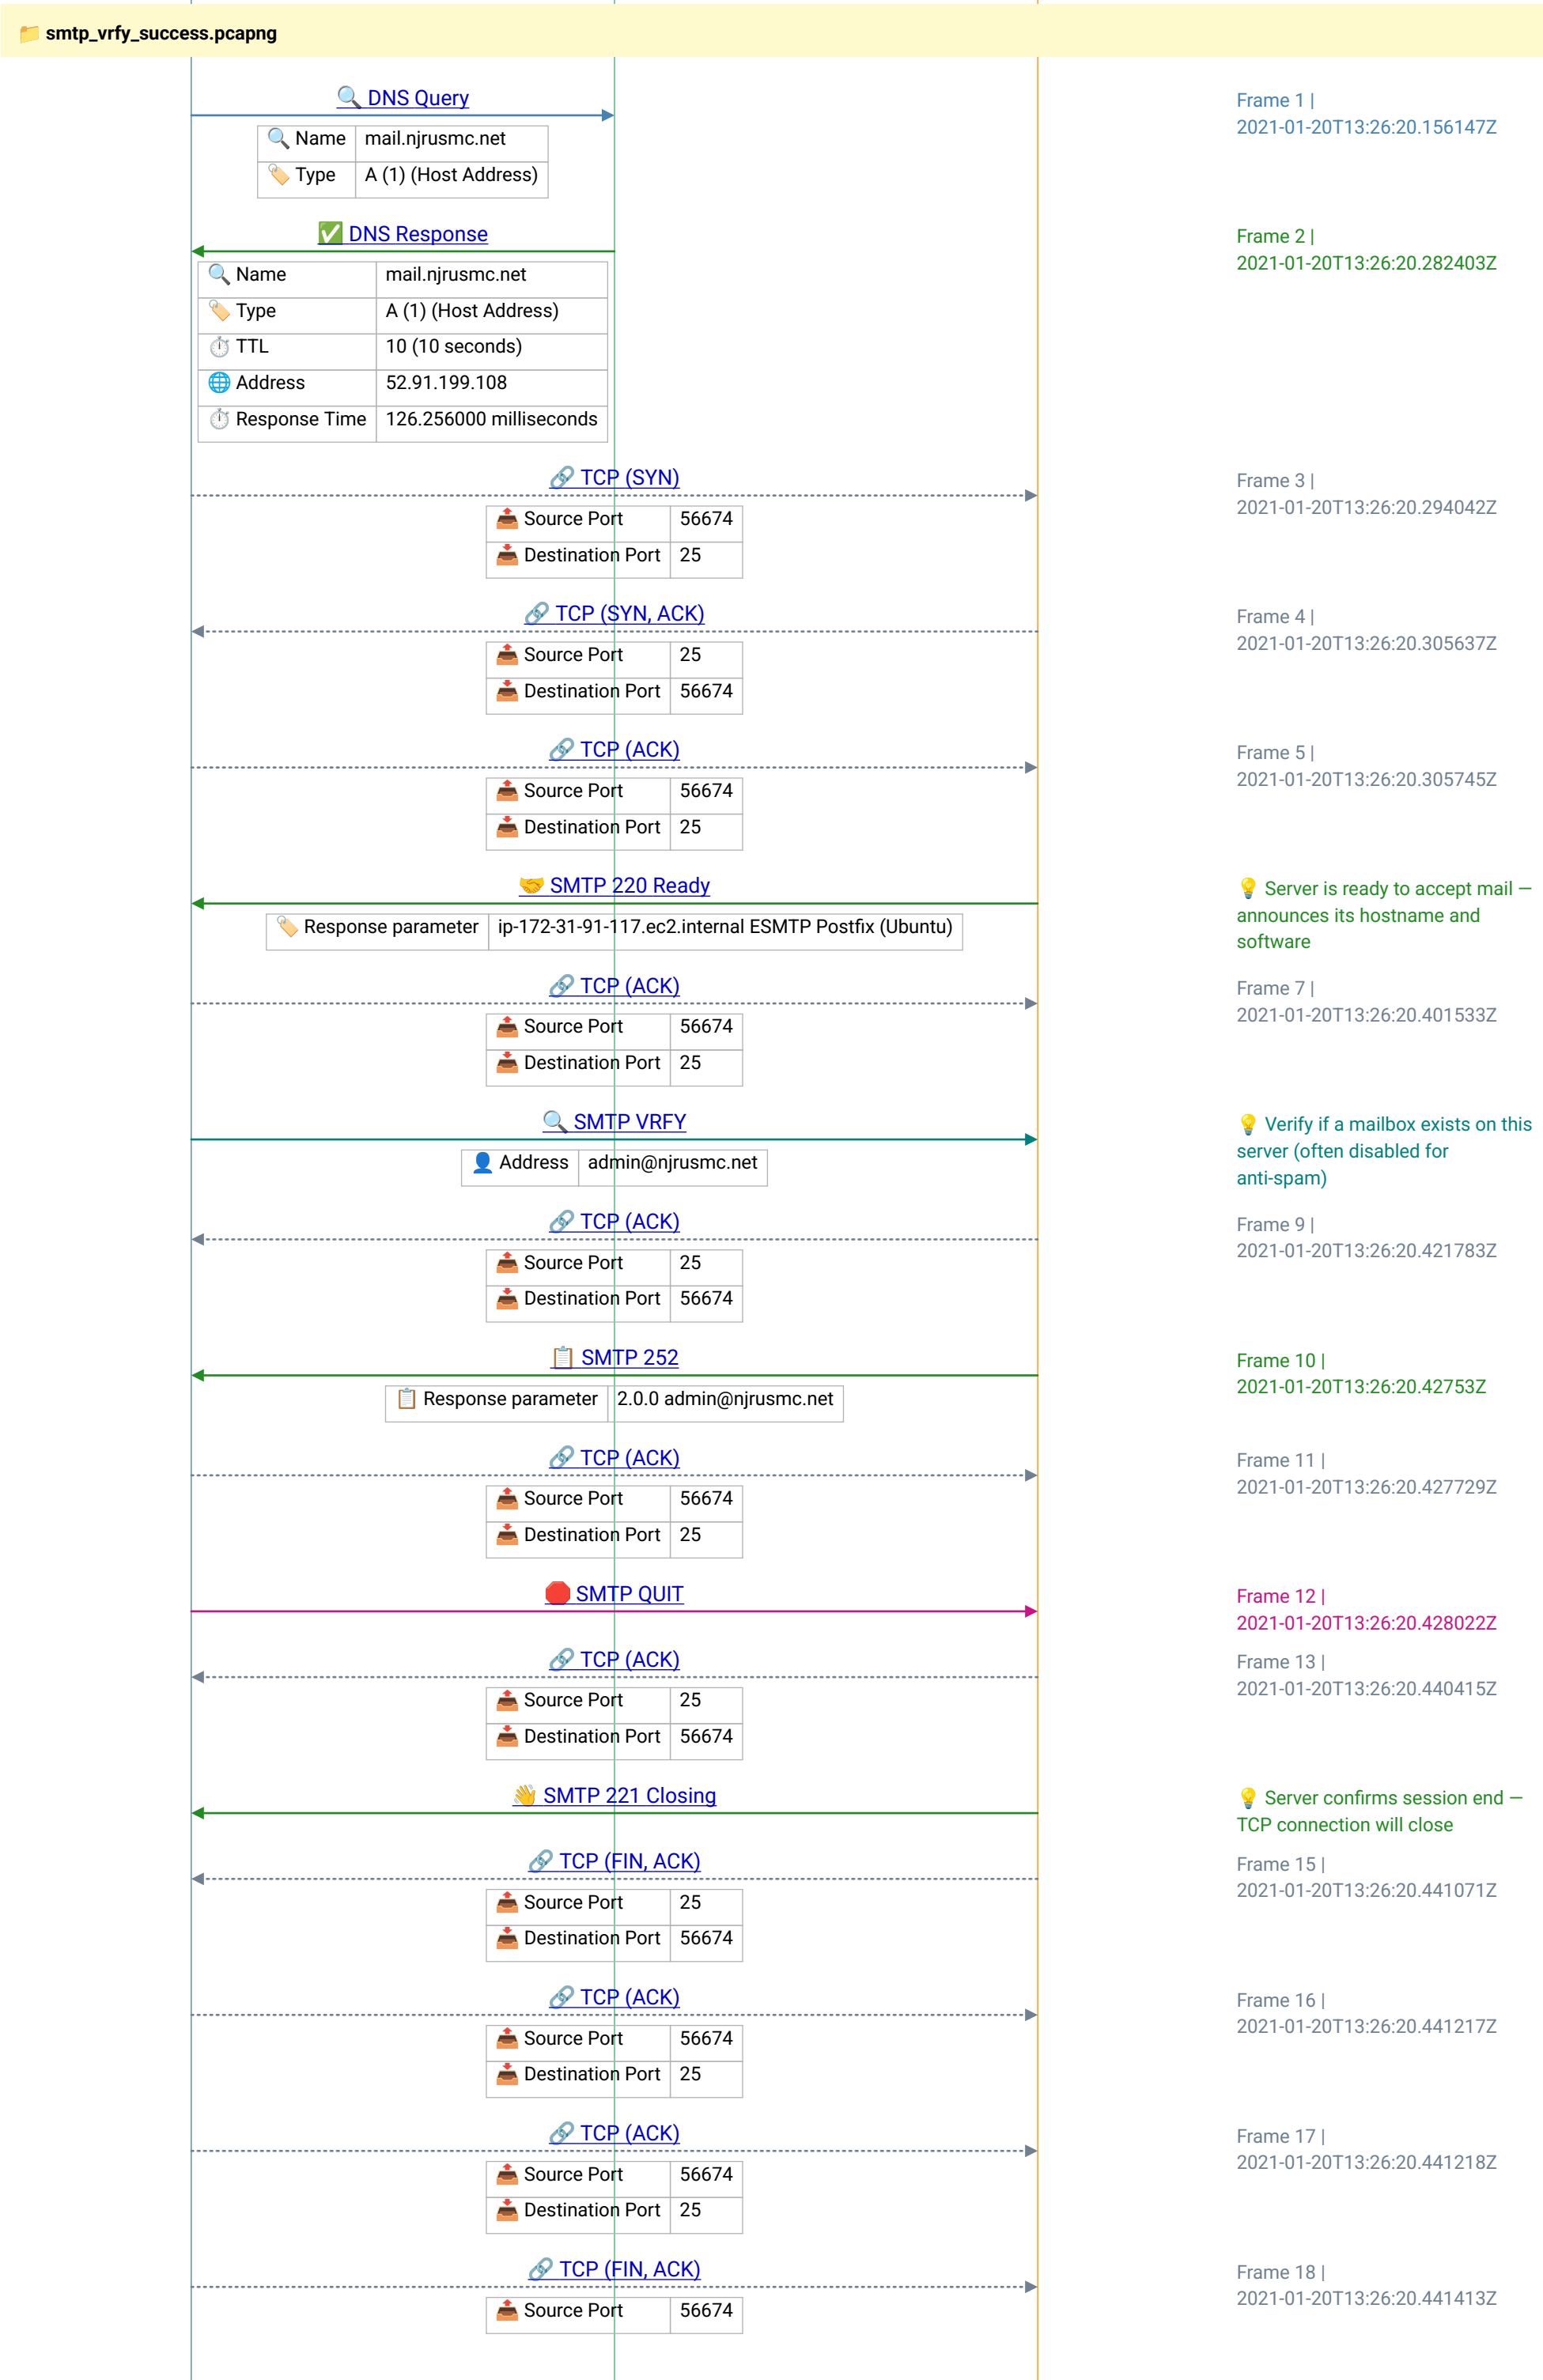 smtp_vrfy_success.pcapng
DNS Query
Frame 1 |
2021-01-20T13:26:20.156147Z
Name mail.njrusmc.net
Type A (1) (Host Address)
DNS Response
Frame 2 |
2021-01-20T13:26:20.282403Z
Name mail.njrusmc.net
Type A (1) (Host Address)
TTL 10 (10 seconds)
Address 52.91.199.108
Response Time 126.256000 milliseconds
TCP (SYN)
Frame 3 |
2021-01-20T13:26:20.294042Z
Source Port 56674
Destination Port 25
TCP (SYN, ACK)
Frame 4 |
2021-01-20T13:26:20.305637Z
Source Port 25
Destination Port 56674
TCP (ACK)
Frame 5 |
2021-01-20T13:26:20.305745Z
Source Port 56674
Destination Port 25
SMTP 220 Ready
Server is ready to accept mail —
announces its hostname and
software
Response parameter ip-172-31-91-117.ec2.internal ESMTP Postfix (Ubuntu)
TCP (ACK)
Frame 7 |
2021-01-20T13:26:20.401533Z
Source Port 56674
Destination Port 25
SMTP VRFY
Verify if a mailbox exists on this
server (often disabled for
anti-spam)
Address admin@njrusmc.net
TCP (ACK)
Frame 9 |
2021-01-20T13:26:20.421783Z
Source Port 25
Destination Port 56674
SMTP 252
Frame 10 |
2021-01-20T13:26:20.42753Z
Response parameter 2.0.0 admin@njrusmc.net
TCP (ACK)
Frame 11 |
2021-01-20T13:26:20.427729Z
Source Port 56674
Destination Port 25
SMTP QUIT
Frame 12 |
2021-01-20T13:26:20.428022Z
TCP (ACK)
Frame 13 |
2021-01-20T13:26:20.440415Z
Source Port 25
Destination Port 56674
SMTP 221 Closing
Server confirms session end —
TCP connection will close
TCP (FIN, ACK)
Frame 15 |
2021-01-20T13:26:20.441071Z
Source Port 25
Destination Port 56674
TCP (ACK)
Frame 16 |
2021-01-20T13:26:20.441217Z
Source Port 56674
Destination Port 25
TCP (ACK)
Frame 17 |
2021-01-20T13:26:20.441218Z
Source Port 56674
Destination Port 25
TCP (FIN, ACK)
Frame 18 |
2021-01-20T13:26:20.441413Z
Source Port 56674